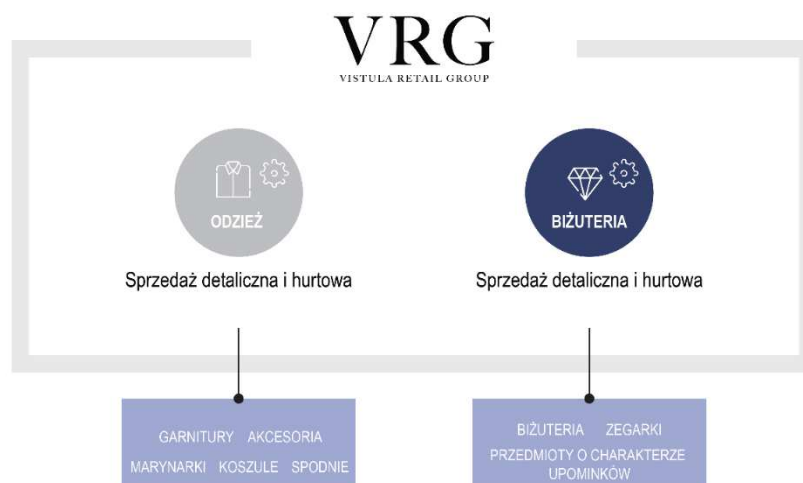 VRG
VISTULA RETAIL GROUP
ODZIEŻ
BIŻUTERIA
Sprzedaż detaliczna i hurtowa
Sprzedaż detaliczna i hurtowa
GARNITURY AKCESORIA
MARYNARKI KOSZULE SPODNIE
BIŻUTERIA ZEGARKI
PRZEDMIOTY O CHARAKTERZE
UPOMINKÓW